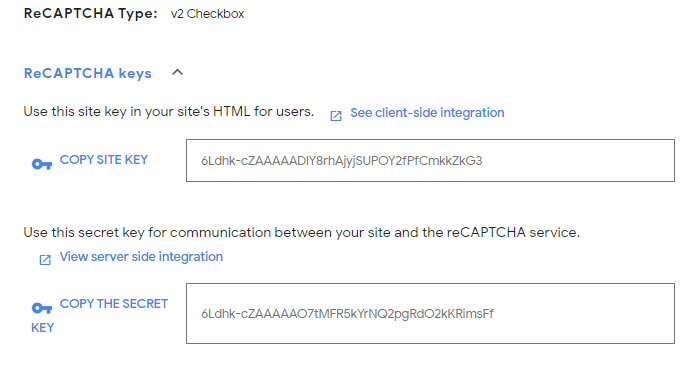 ReCAPTCHA Type: v2 Checkbox
ReCAPTCHA keys
Use this site key in your site's HTML for users. See client-side integration
COPY SITE KEY 6Ldhk-cZAAAAADIY8rhAjyjSUPOY2fPfCmkkZkG3
Use this secret key for communication between your site and the reCAPTCHA service.
View server side integration
COPY THE SECRET KEY 6Ldhk-cZAAAAAO7tMFR5kYrNQ2pgRdO2kKRimsFf